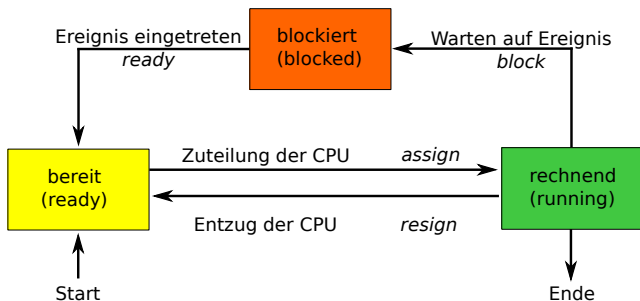 Ereignis eingetreten
ready
blockiert
(blocked)
Warten auf Ereignis
block
bereit
(ready)
Zuteilung der CPU assign
Entzug der CPU resign
rechnend
(running)
Start
Ende